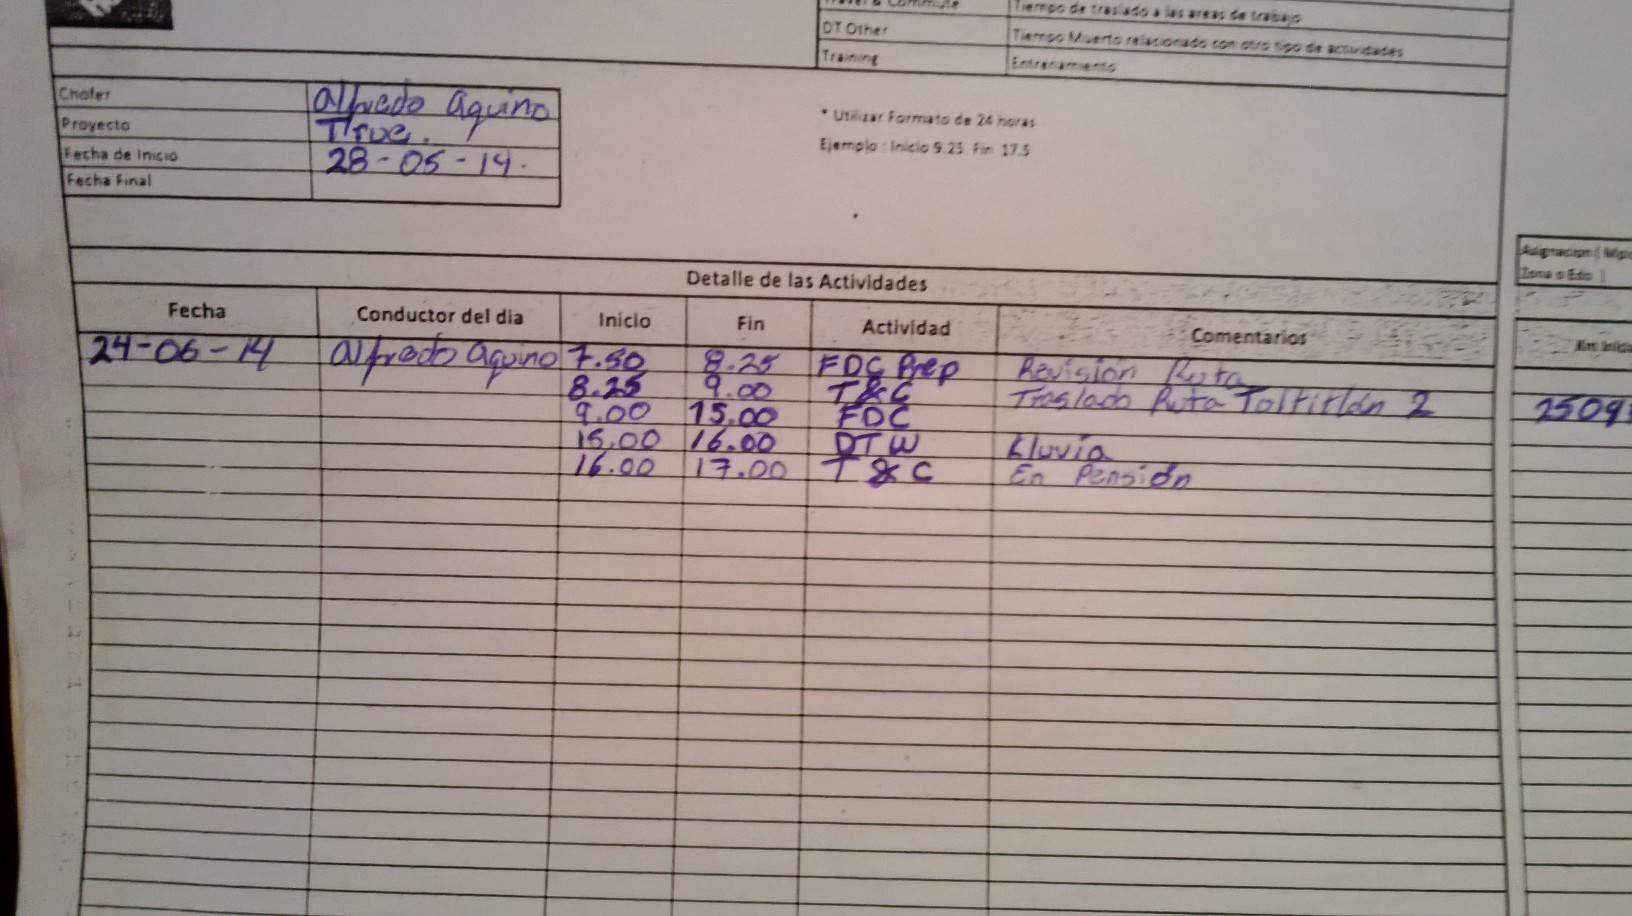 Travel & Commute Tiempo de traslado a las areas de trabajo
DT Other Tiempo Muerto relacionado con otro tipo de actividades
Training Entrenamiento
Chofer Alfredo Aquino
Proyecto True.
Fecha de Inicio 28-05-14.
Fecha Final
* Utilizar Formato de 24 horas
Ejemplo : Inicio 9.25 Fin 17.5
Asignacion (
Zona o Edo )
Detalle de las Actividades
Fecha Conductor del dia Inicio Fin Actividad Comentarios Km
24-06-14 Alfredo Aquino 7.50 8.25 FDC Prep Revisión Ruta
8.25 9.00 T&C Traslado Ruta Toltitlán 2
9.00 15.00 FDC
15.00 16.00 DTW Lluvia
16.00 17.00 T & C En Pensión